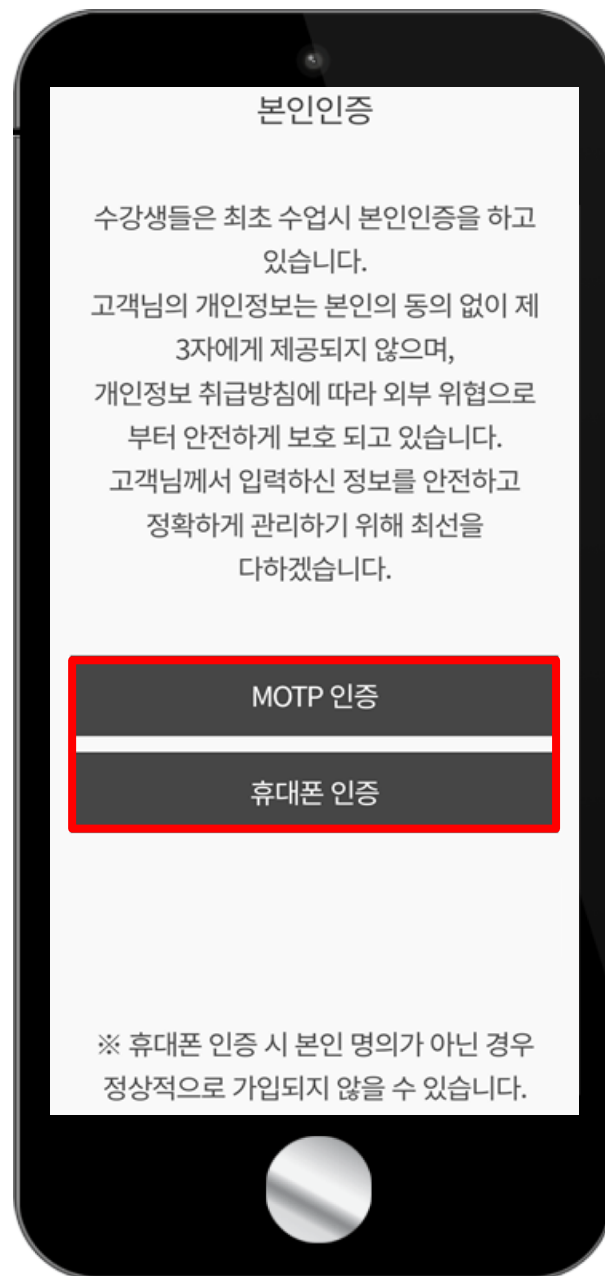 본인인증
수강생들은 최초 수업시 본인인증을 하고
있습니다.
고객님의 개인정보는 본인의 동의 없이 제
3자에게 제공되지 않으며,
개인정보 취급방침에 따라 외부 위협으로
부터 안전하게 보호 되고 있습니다.
고객님께서 입력하신 정보를 안전하고
정확하게 관리하기 위해 최선을
다하겠습니다.
MOTP 인증
휴대폰 인증
※ 휴대폰 인증 시 본인 명의가 아닌 경우
정상적으로 가입되지 않을 수 있습니다.